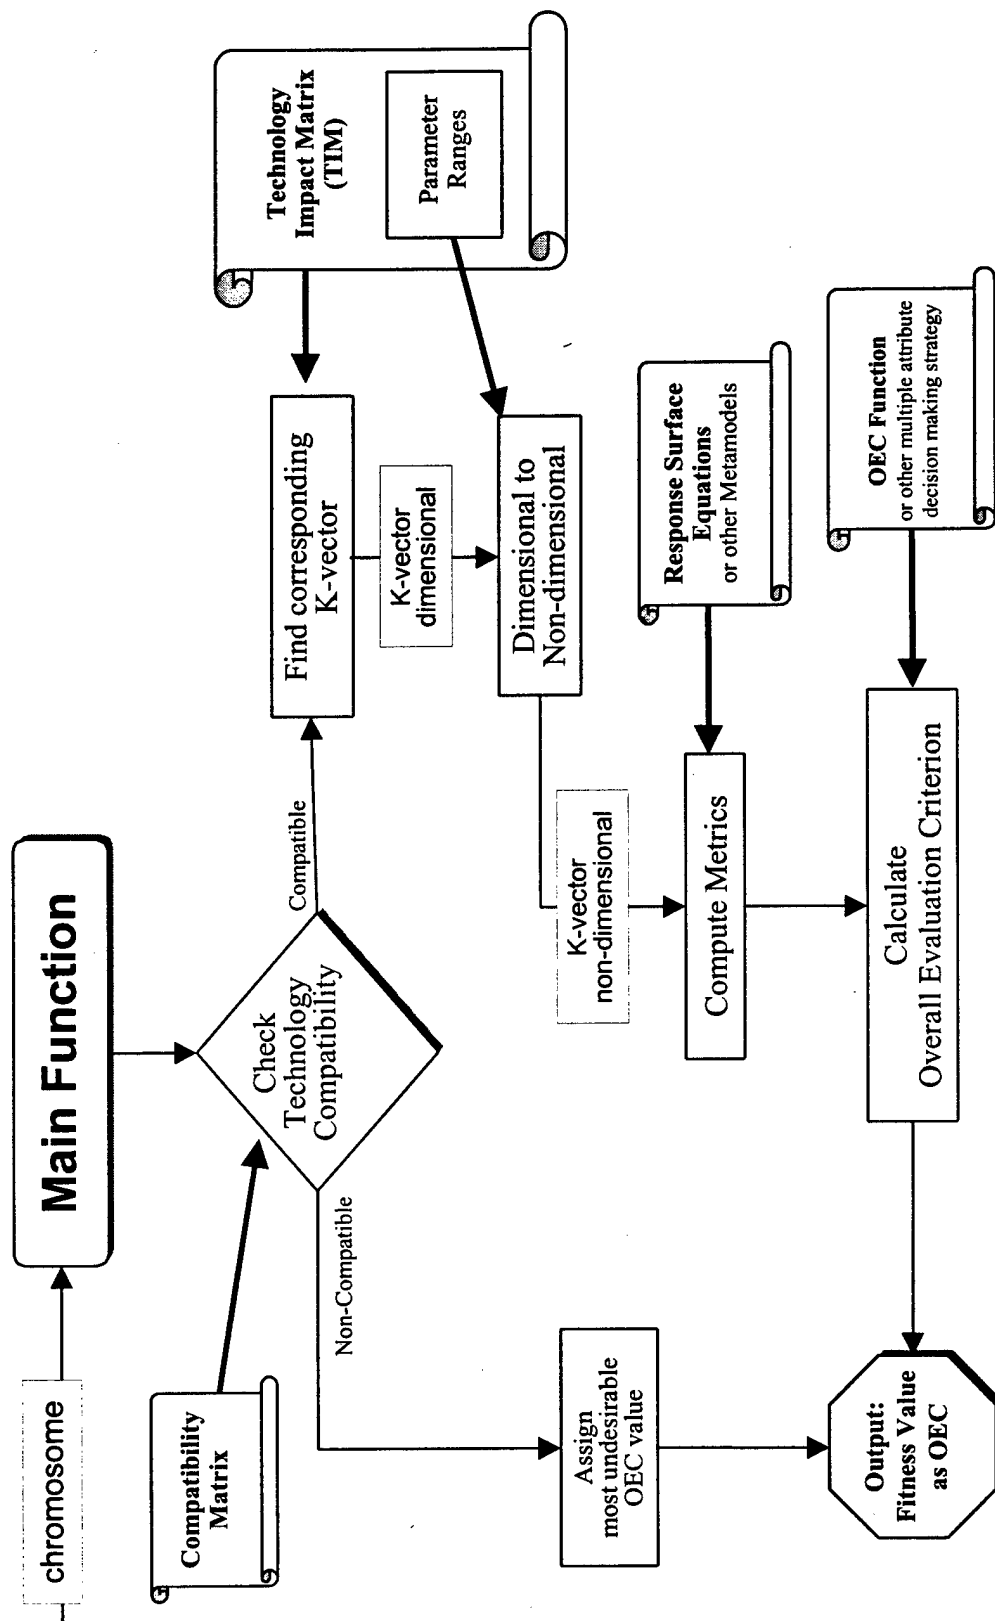 chromosome
Main Function
Compatibility
Matrix
Check
Technology
Compatibility
Compatible
Non-Compatible
Find corresponding
K-vector
Technology
Impact Matrix
(TIM)
Parameter
Ranges
K-vector
dimensional
Dimensional to
Non-dimensional
K-vector
non-dimensional
Response Surface
Equations
or other Metamodels
Compute Metrics
OEC Function
or other multiple attribute
decision making strategy
Calculate
Overall Evaluation Criterion
Assign
most undesirable
OEC value
Output:
Fitness Value
as OEC